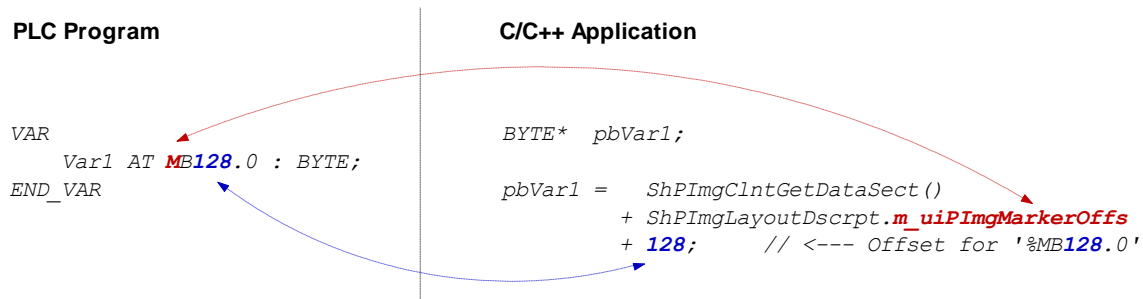 PLC Program
VAR
Var1 AT MB128.0 : BYTE;
END_VAR
C/C++ Application
BYTE* pbVar1;
pbVar1 = ShPImgClntGetDataSect()
+ ShPImgLayoutDscrpt.m_uiPImgMarkerOffs
+ 128; // <--- Offset for '%MB128.0'